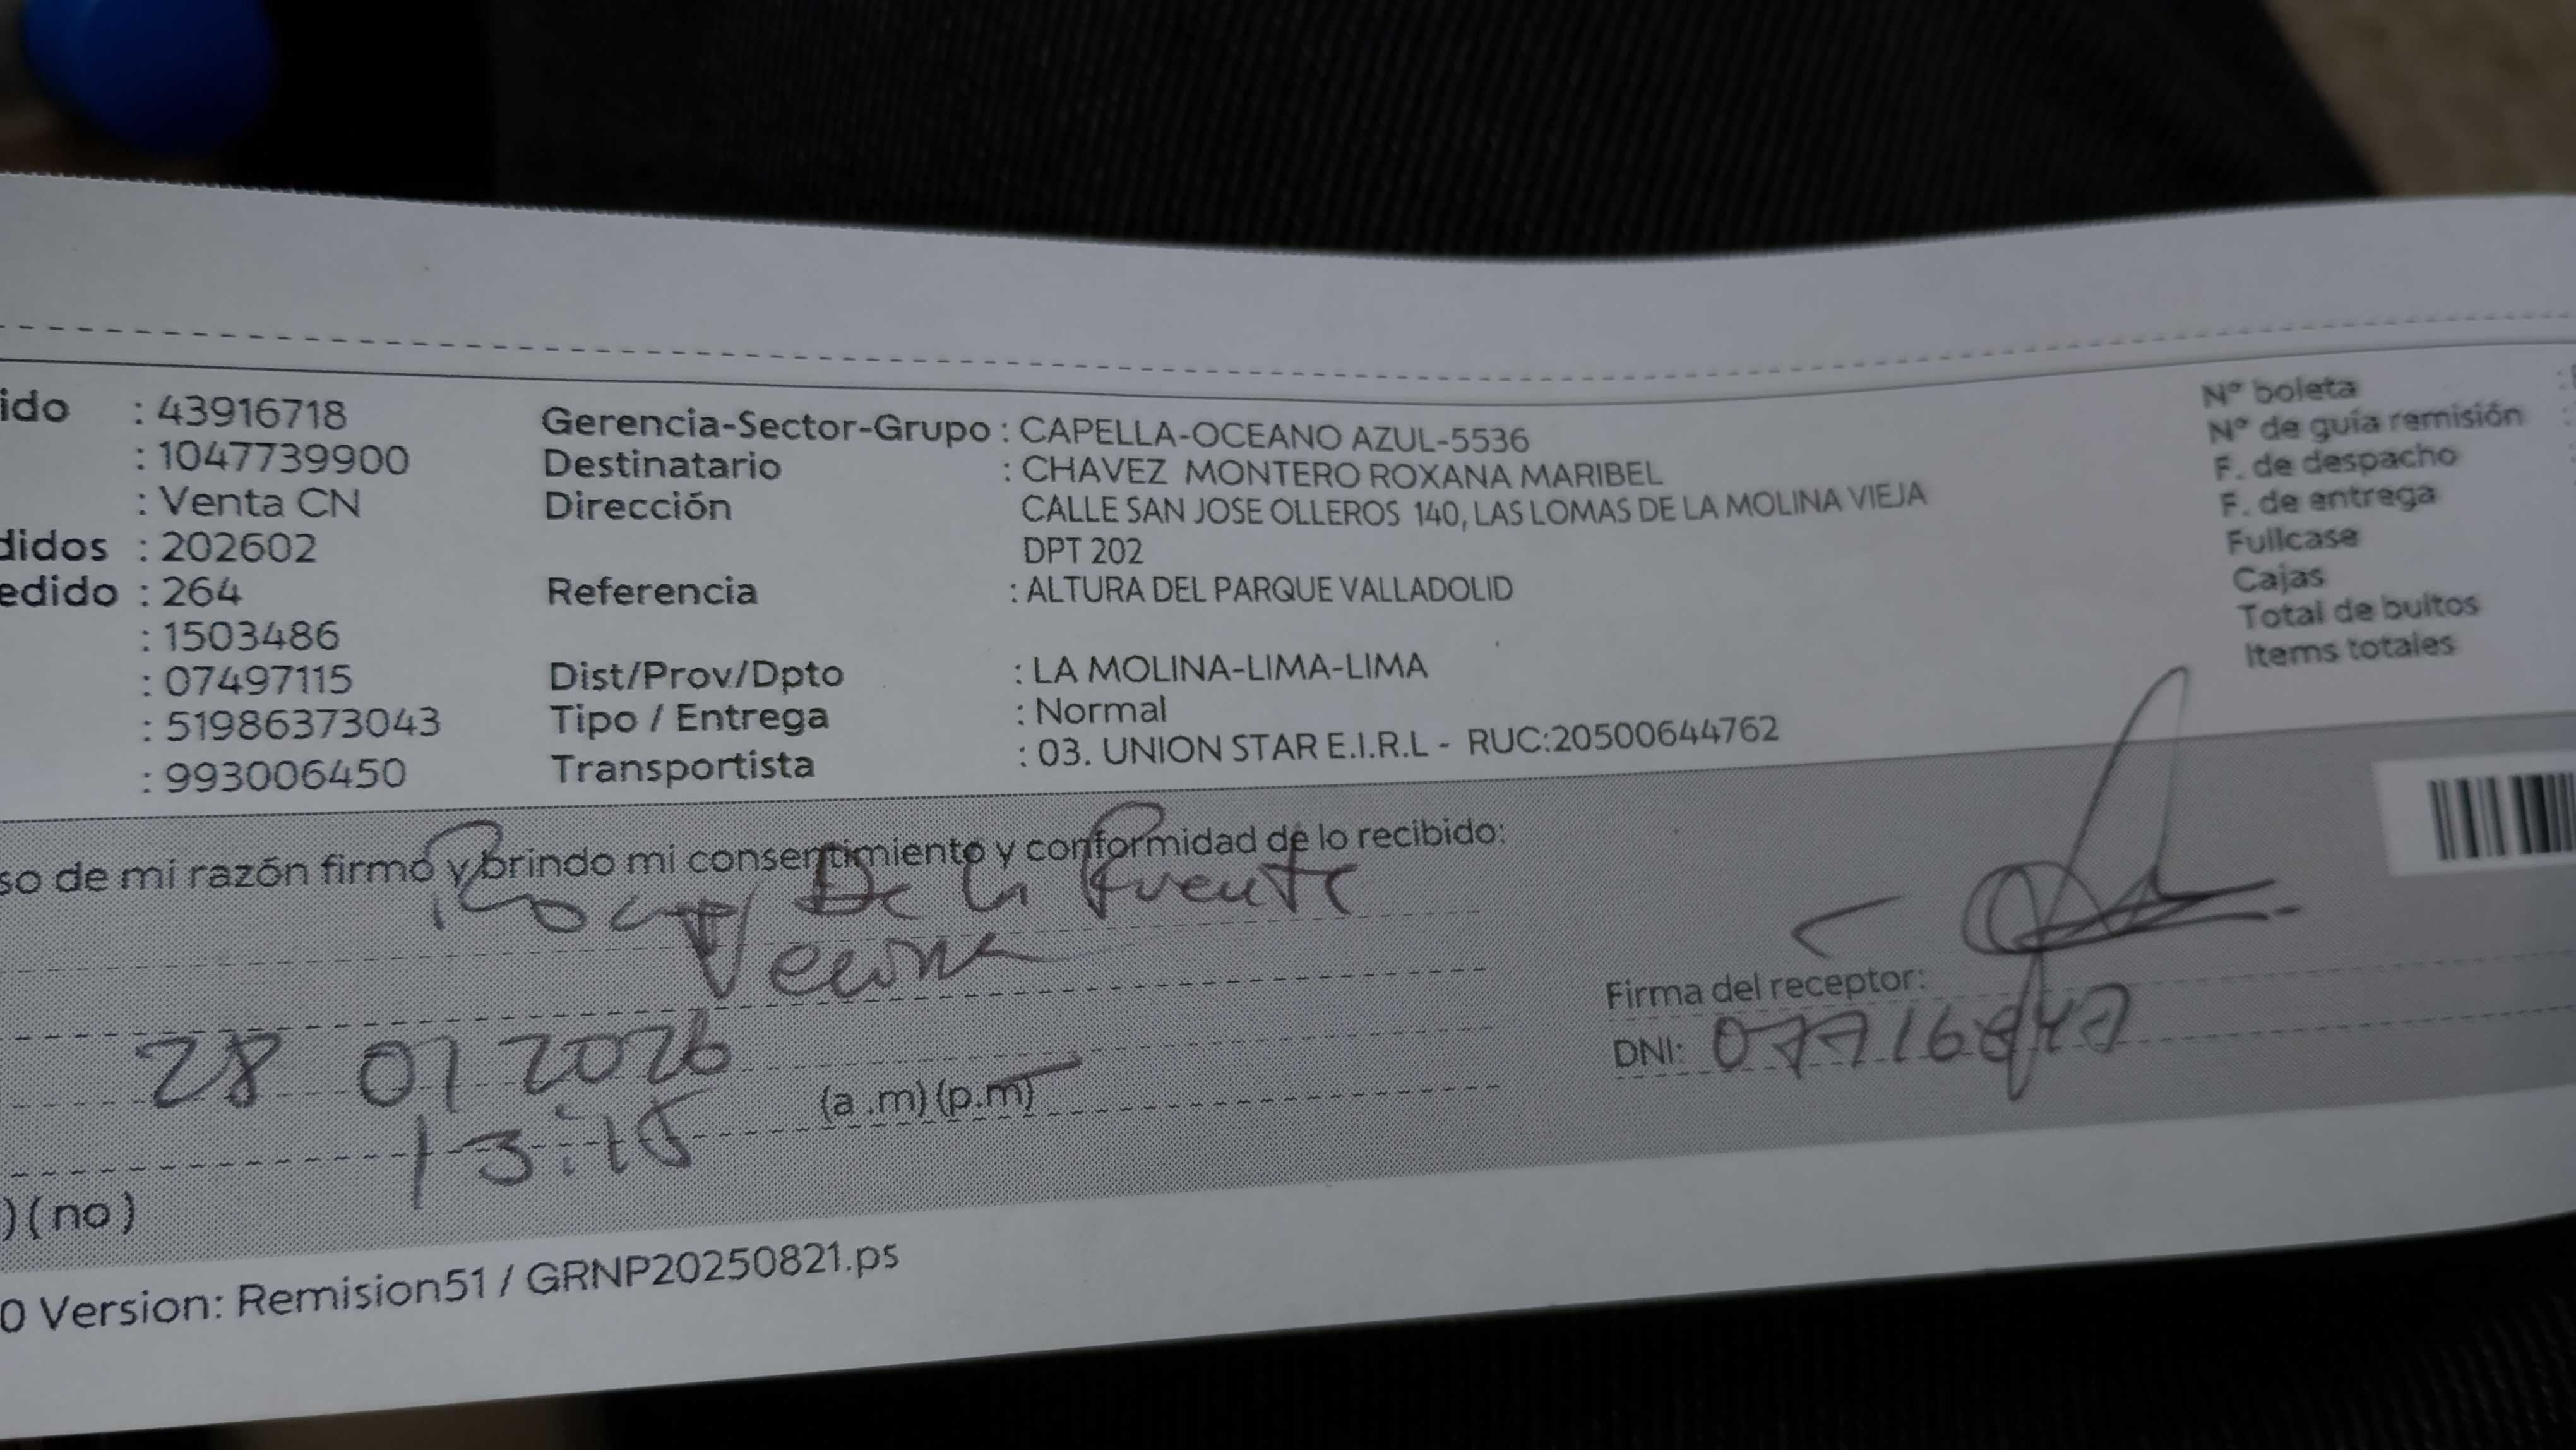 ido : 43916718
: 1047739900
: Venta CN
didos : 202602
edido : 264
: 1503486
: 07497115
: 51986373043
: 993006450
Gerencia-Sector-Grupo : CAPELLA-OCEANO AZUL-5536
Destinatario : CHAVEZ MONTERO ROXANA MARIBEL
Dirección CALLE SAN JOSE OLLEROS 140, LAS LOMAS DE LA MOLINA VIEJA
DPT 202
Referencia : ALTURA DEL PARQUE VALLADOLID
Dist/Prov/Dpto : LA MOLINA-LIMA-LIMA
Tipo / Entrega : Normal
Transportista : 03. UNION STAR E.I.R.L - RUC:20500644762
N° boleta :
N° de guía remisión :
F. de despacho :
F. de entrega
Fullcase
Cajas
Total de bultos
Items totales
so de mi razón firmo y brindo mi consentimiento y conformidad de lo recibido:
De la Fuente
28 01 2026
13:15 (a .m) (p.m)
Firma del receptor:
DNI:
) ( no )
0 Version: Remision51 / GRNP20250821.ps